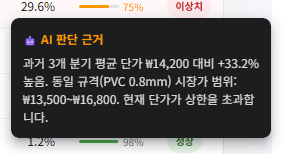 29.6% 75% 이상치
AI 판단 근거
과거 3개 분기 평균 단가 ₩14,200 대비 +33.2%
높음. 동일 규격(PVC 0.8mm) 시장가 범위:
₩13,500~₩16,800. 현재 단가가 상한을 초과합
니다.
1.2% 98% 정상